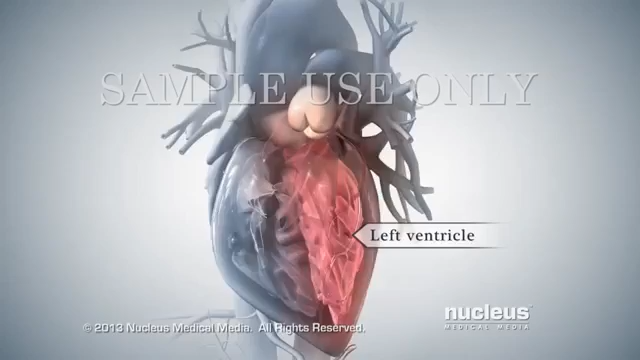 SAMPLE USE ONLY
Left ventricle
© 2013 Nucleus Medical Media. All Rights Reserved.
nucleus
MEDICAL MEDIA